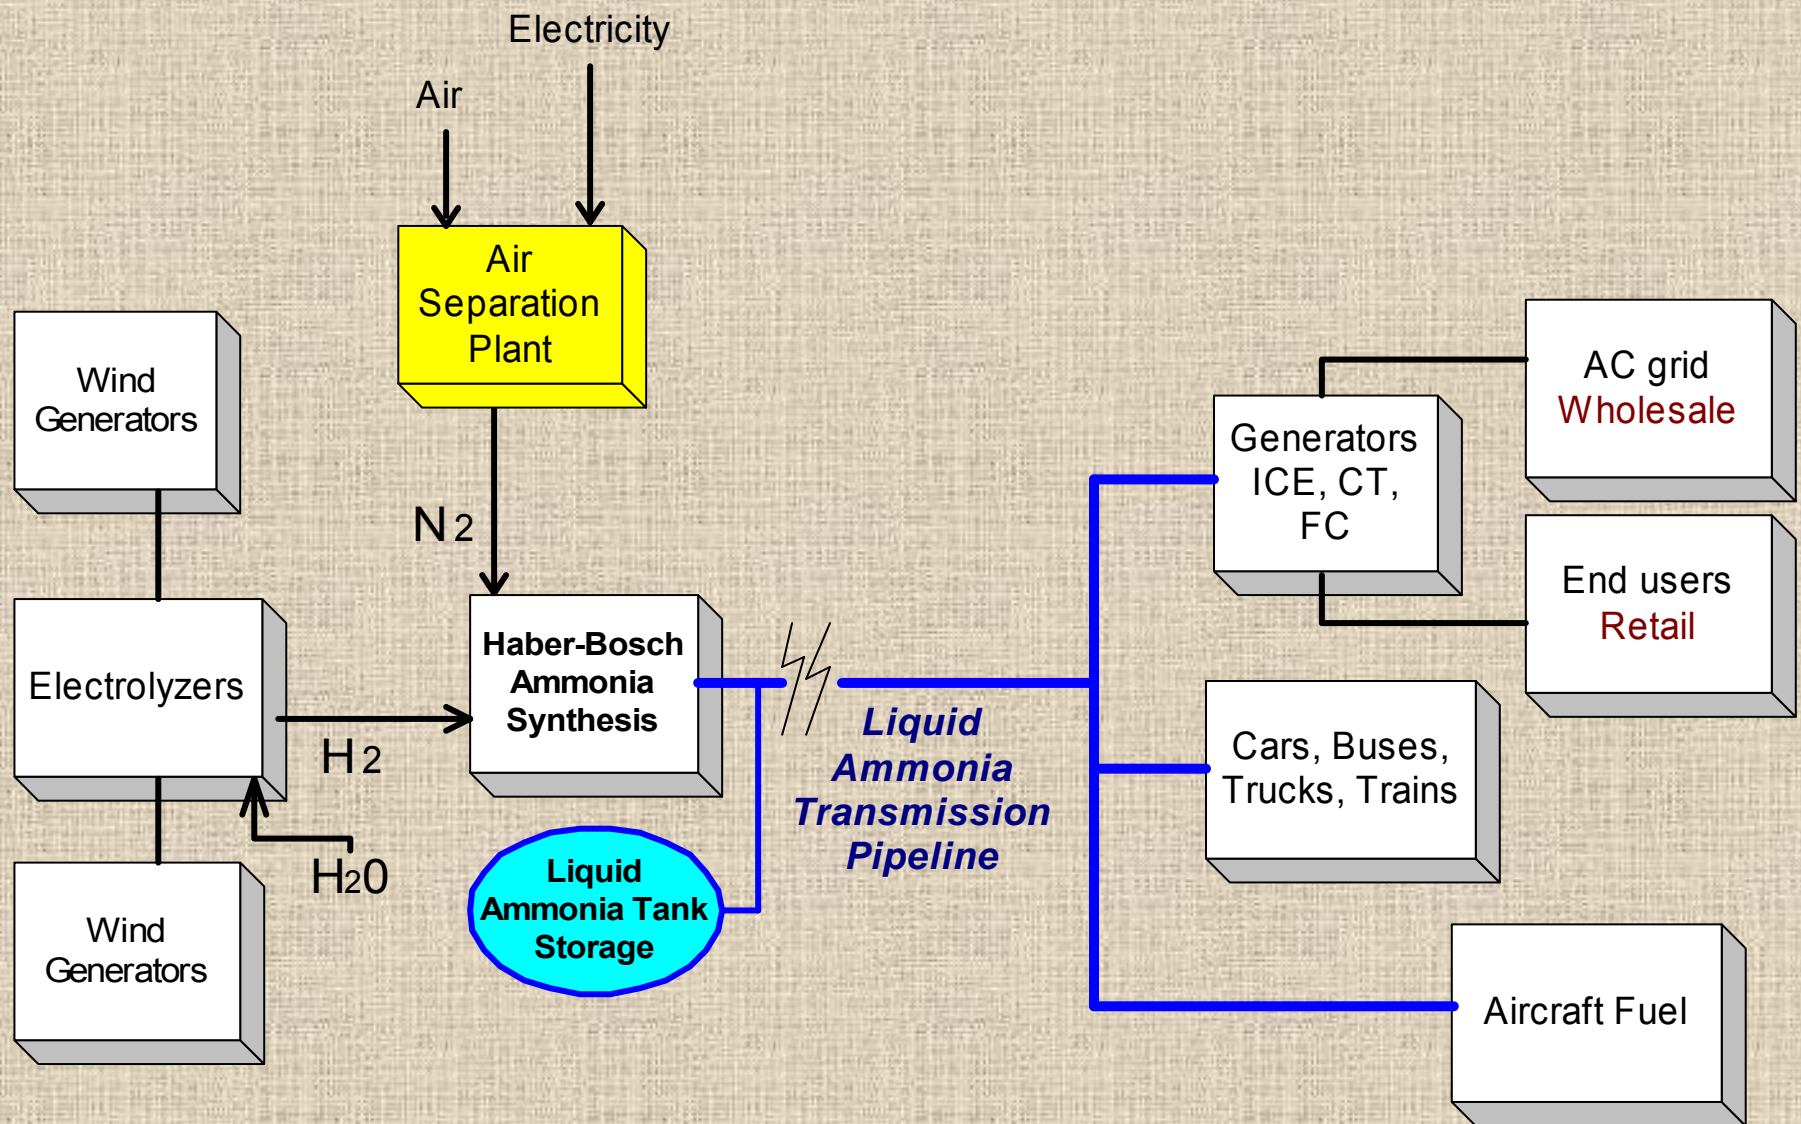 Electricity
Air
Air
Separation
Plant
Wind
Generators
N2
Electrolyzers
H2
H20
Wind
Generators
Haber-Bosch
Ammonia
Synthesis
Liquid
Ammonia Tank
Storage
Liquid
Ammonia
Transmission
Pipeline
Generators
ICE, CT,
FC
AC grid
Wholesale
End users
Retail
Cars, Buses,
Trucks, Trains
Aircraft Fuel